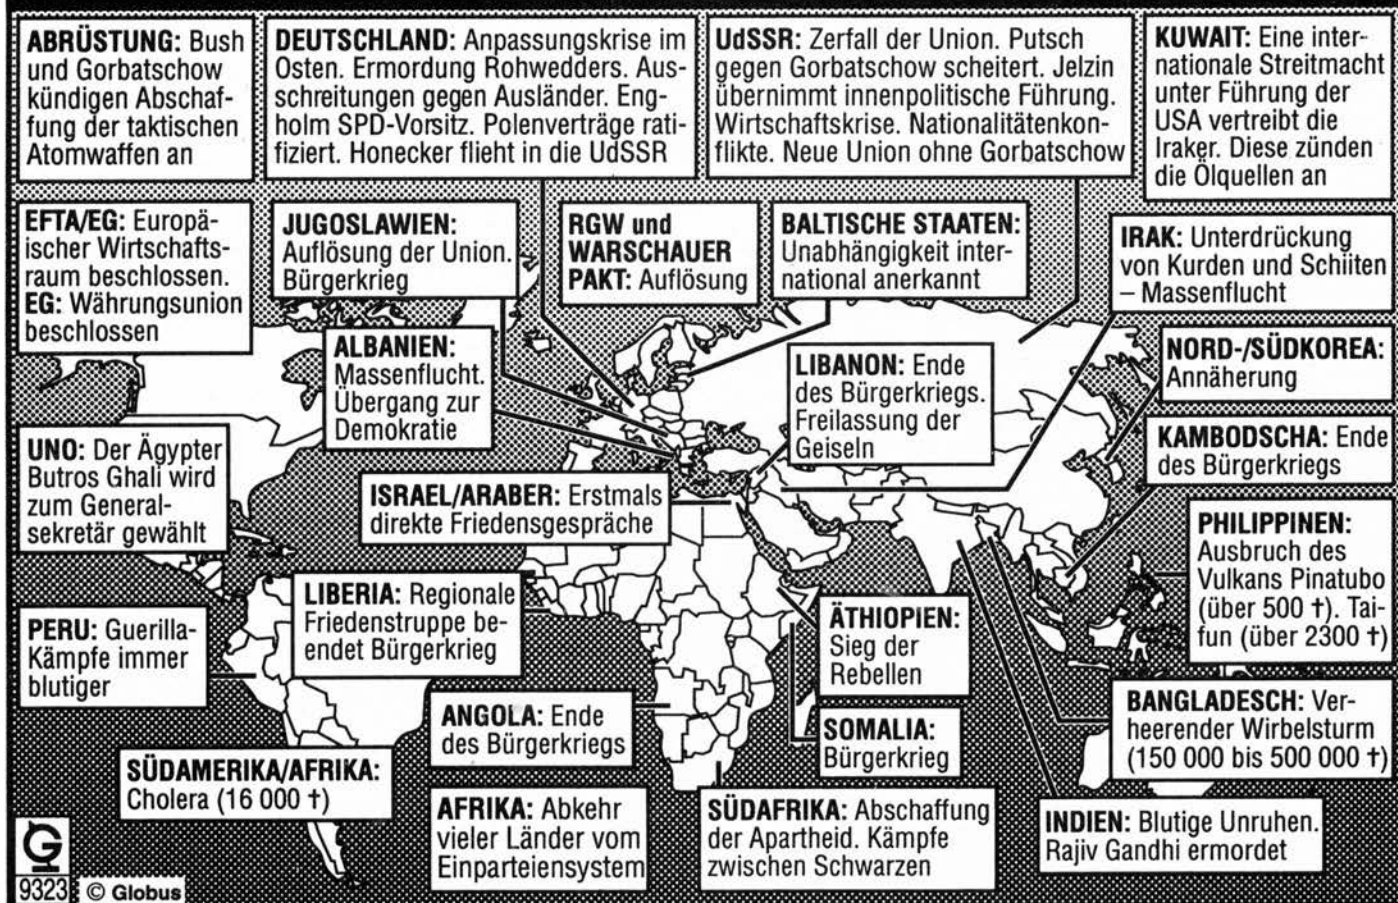 ABRÜSTUNG: Bush
und Gorbatschow
kündigen Abschaf-
fung der taktischen
Atomwaffen an
DEUTSCHLAND: Anpassungskrise im
Osten. Ermordung Rohwedders. Aus-
schreitungen gegen Ausländer. Eng-
holm SPD-Vorsitz. Polenverträge rati-
fiziert. Honecker flieht in die UdSSR
UdSSR: Zerfall der Union. Putsch
gegen Gorbatschow scheitert. Jelzin
übernimmt innenpolitische Führung.
Wirtschaftskrise. Nationalitätenkon-
flikte. Neue Union ohne Gorbatschow
KUWAIT: Eine inter-
nationale Streitmacht
unter Führung der
USA vertreibt die
Iraker. Diese zünden
die Ölquellen an
EFTA/EG: Europä-
ischer Wirtschafts-
raum beschlossen.
EG: Währungsunion
beschlossen
JUGOSLAWIEN:
Auflösung der Union.
Bürgerkrieg
RGW und
WARSCHAUER
PAKT: Auflösung
BALTISCHE STAATEN:
Unabhängigkeit inter-
national anerkannt
IRAK: Unterdrückung
von Kurden und Schiiten
– Massenflucht
ALBANIEN:
Massenflucht.
Übergang zur
Demokratie
LIBANON: Ende
des Bürgerkriegs.
Freilassung der
Geiseln
NORD-/SÜDKOREA:
Annäherung
UNO: Der Ägypter
Butros Ghali wird
zum General-
sekretär gewählt
ISRAEL/ARABER: Erstmals
direkte Friedensgespräche
KAMBODSCHA: Ende
des Bürgerkriegs
PHILIPPINEN:
Ausbruch des
Vulkans Pinatubo
(über 500 †). Tai-
fun (über 2300 †)
PERU: Guerilla-
Kämpfe immer
blutiger
LIBERIA: Regionale
Friedenstruppe be-
endet Bürgerkrieg
ÄTHIOPIEN:
Sieg der
Rebellen
ANGOLA: Ende
des Bürgerkriegs
SOMALIA:
Bürgerkrieg
BANGLADESCH: Ver-
heerender Wirbelsturm
(150 000 bis 500 000 †)
SÜDAMERIKA/AFRIKA:
Cholera (16 000 †)
AFRIKA: Abkehr
vieler Länder vom
Einparteiensystem
SÜDAFRIKA: Abschaffung
der Apartheid. Kämpfe
zwischen Schwarzen
INDIEN: Blutige Unruhen.
Rajiv Gandhi ermordet
G
9323
© Globus